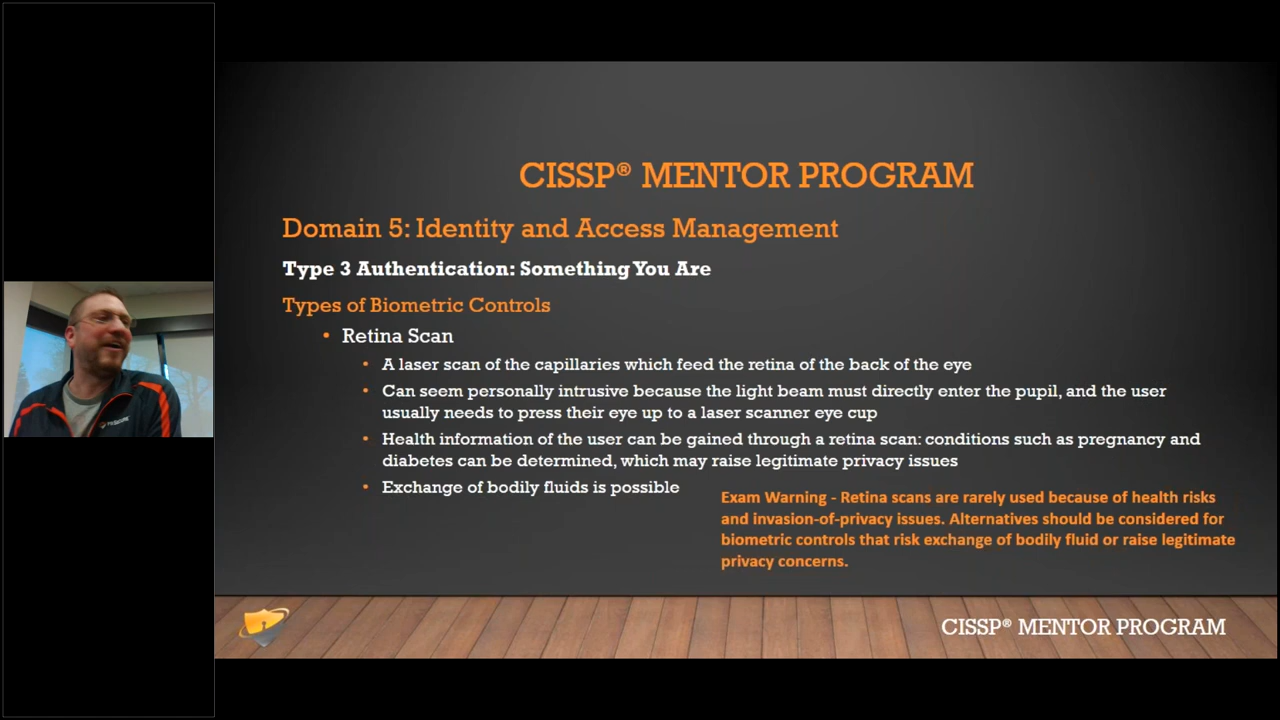 CISSP® MENTOR PROGRAM
Domain 5: Identity and Access Management
Type 3 Authentication: Something You Are
Types of Biometric Controls
• Retina Scan
• A laser scan of the capillaries which feed the retina of the back of the eye
• Can seem personally intrusive because the light beam must directly enter the pupil, and the user
usually needs to press their eye up to a laser scanner eye cup
• Health information of the user can be gained through a retina scan: conditions such as pregnancy and
diabetes can be determined, which may raise legitimate privacy issues
• Exchange of bodily fluids is possible
Exam Warning - Retina scans are rarely used because of health risks
and invasion-of-privacy issues. Alternatives should be considered for
biometric controls that risk exchange of bodily fluid or raise legitimate
privacy concerns.
CISSP® MENTOR PROGRAM